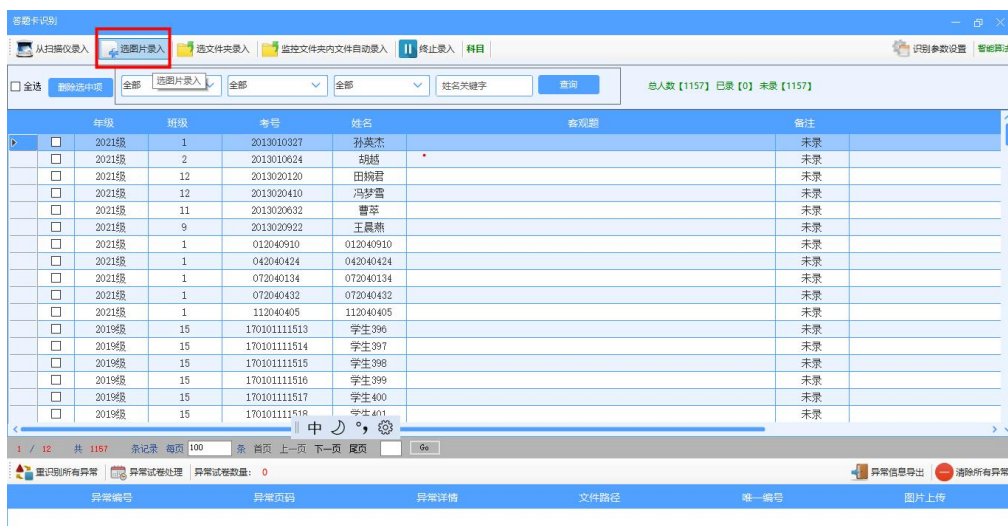 答题卡识别
从扫描仪录入 选图片录入 选文件夹录入 监控文件夹内文件自动录入 终止录入 科目 识别参数设置 智能算法
全选 删除选中项 全部 选图片录入 全部 全部 姓名关键字 查询 总人数【1157】 已录【0】 未录【1157】
年级 班级 考号 姓名 客观题 备注
2021级 1 2013010327 孙英杰 未录
2021级 2 2013010624 胡越 未录
2021级 12 2013020120 田婉君 未录
2021级 12 2013020410 冯梦雪 未录
2021级 11 2013020632 曹苹 未录
2021级 9 2013020922 王晨燕 未录
2021级 1 012040910 012040910 未录
2021级 1 042040424 042040424 未录
2021级 1 072040134 072040134 未录
2021级 1 072040432 072040432 未录
2021级 1 112040405 112040405 未录
2019级 15 170101111513 学生396 未录
2019级 15 170101111514 学生397 未录
2019级 15 170101111515 学生398 未录
2019级 15 170101111516 学生399 未录
2019级 15 170101111517 学生400 未录
2019级 15 170101111518 学生401 未录
中
1 / 12 共 1157 条记录 每页 100 条 首页 上一页 下一页 尾页 Go
重识别所有异常 异常试卷处理 异常试卷数量： 0 异常信息导出 清除所有异常
异常编号 异常页码 异常详情 文件路径 唯一编号 图片上传